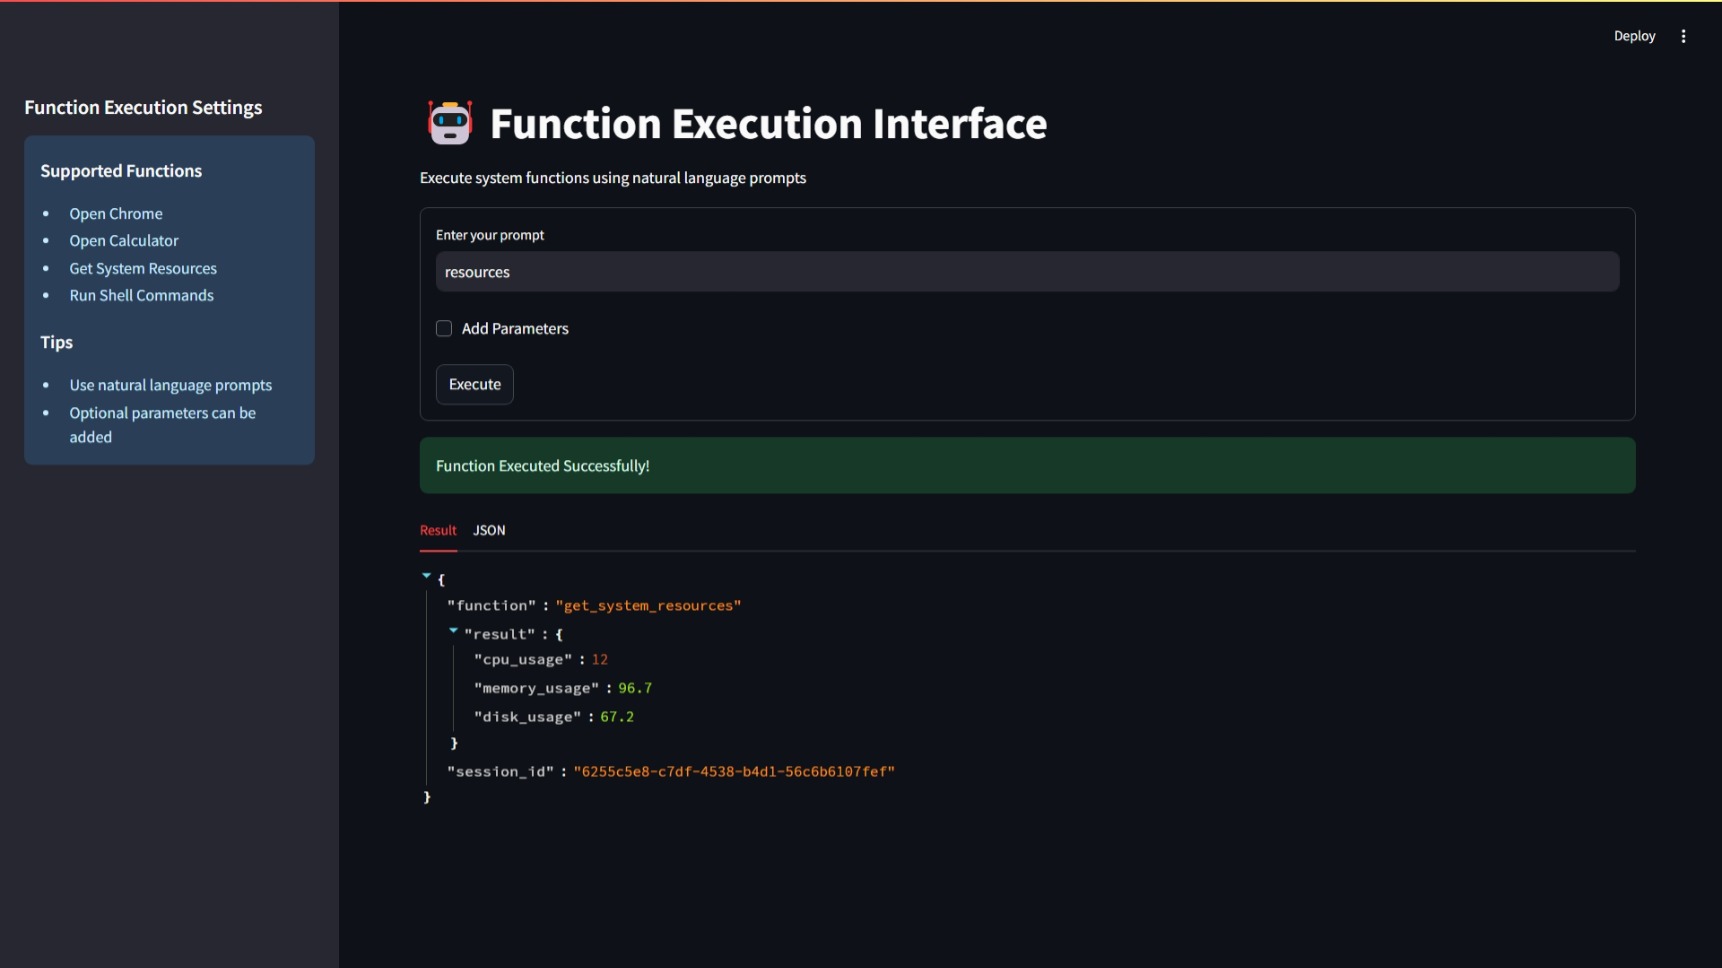 Deploy
Function Execution Settings
Supported Functions
Open Chrome
Open Calculator
Get System Resources
Run Shell Commands
Tips
Use natural language prompts
Optional parameters can be
added
Function Execution Interface
Execute system functions using natural language prompts
Enter your prompt
resources
Add Parameters
Execute
Function Executed Successfully!
Result JSON
{
"function" : "get_system_resources"
"result" : {
"cpu_usage" : 12
"memory_usage" : 96.7
"disk_usage" : 67.2
}
"session_id" : "6255c5e8-c7df-4538-b4d1-56c6b6107fef"
}